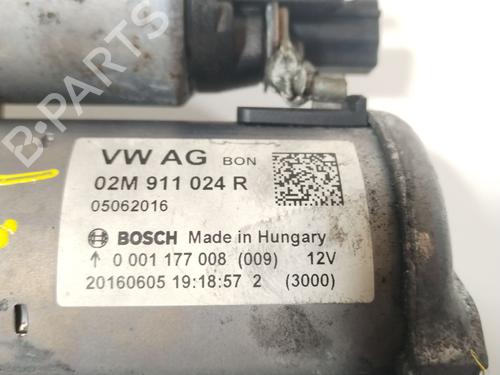 B-PARTS
VW AG BON
02M 911 024 R
05062016
BOSCH Made in Hungary
↑ 0 001 177 008 (009) 12V
20160605 19:18:57 2 (3000)